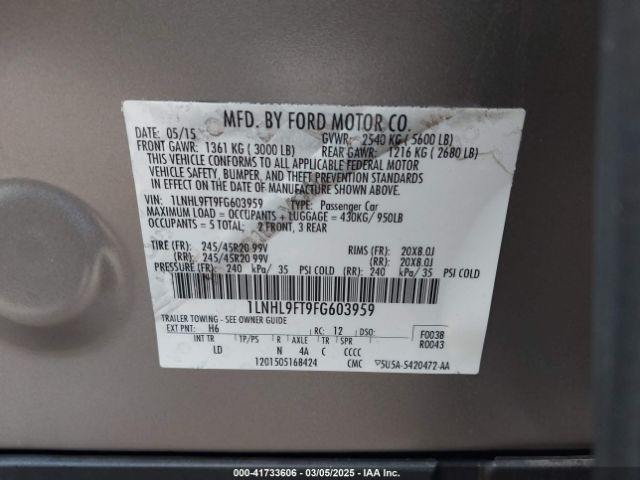 MFD. BY FORD MOTOR CO.
DATE: 05/15 GVWR: 2540 KG ( 5600 LB)
FRONT GAWR: 1361 KG ( 3000 LB) REAR GAWR: 1216 KG ( 2680 LB)
THIS VEHICLE CONFORMS TO ALL APPLICABLE FEDERAL MOTOR
VEHICLE SAFETY, BUMPER, AND THEFT PREVENTION STANDARDS IN
EFFECT ON THE DATE OF MANUFACTURE SHOWN ABOVE.
VIN: 1LNHL9FT9FG603959 TYPE: Passenger Car
MAXIMUM LOAD = OCCUPANTS + LUGGAGE = 430KG/ 950LB
OCCUPANTS = 5 TOTAL: 2 FRONT, 3 REAR
TIRE (FR): 245/45R20 99V RIMS (FR): 20X8.0J
(RR): 245/45R20 99V (RR): 20X8.0J
PRESSURE (FR): 240 kPa/ 35 PSI COLD (RR): 240 kPa/ 35 PSI COLD
1LNHL9FT9FG603959
TRAILER TOWING - SEE OWNER GUIDE
EXT PNT: H6 RC: 12 DSO: F0038
INT TR TP/PS R AXLE TR SPR R0043
LD N 4A C CCCC
1201505168424 CMC 5U5A-5420472-AA
000-41733606 - 03/05/2025 - IAA Inc.